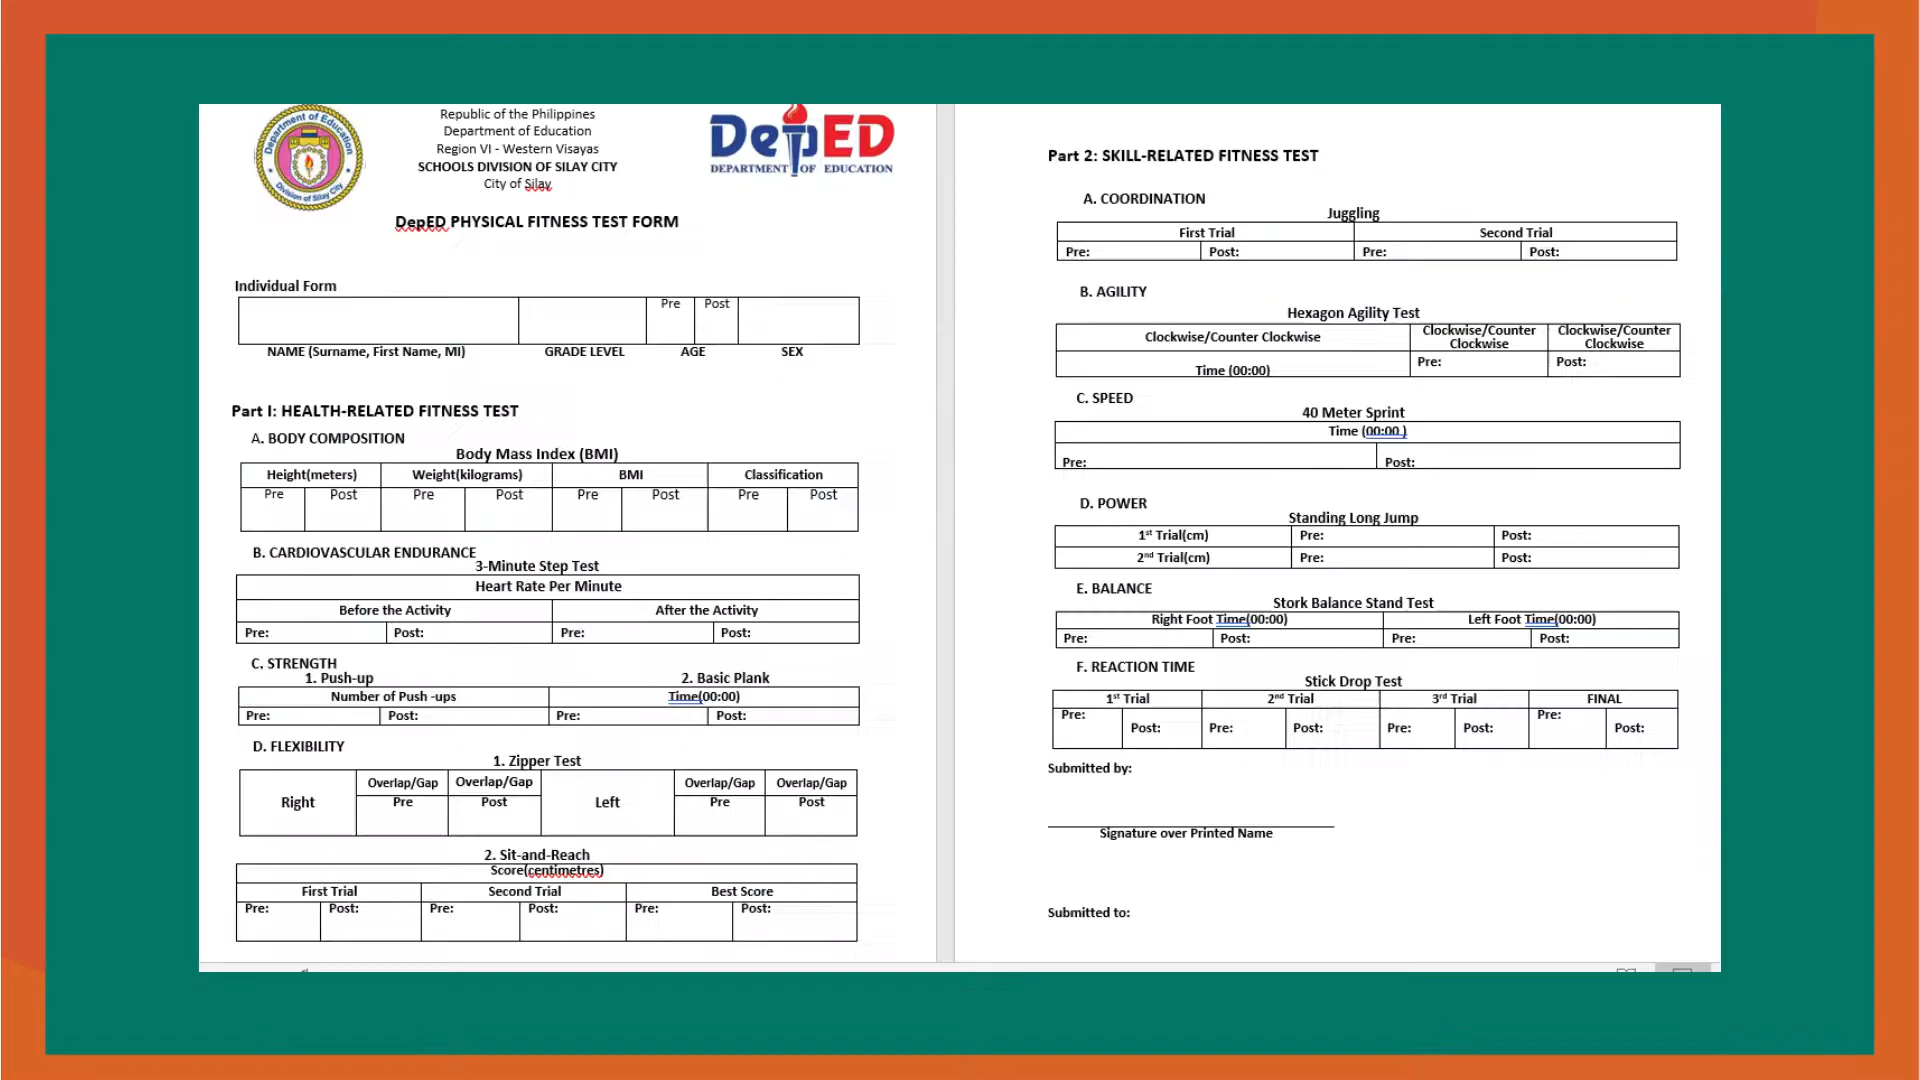 Department of Education
Division of Silay City
Republic of the Philippines
Department of Education
Region VI - Western Visayas
SCHOOLS DIVISION OF SILAY CITY
City of Silay
DepED
DEPARTMENT OF EDUCATION
DepED PHYSICAL FITNESS TEST FORM
Individual Form
Pre Post
NAME (Surname, First Name, MI) GRADE LEVEL AGE SEX
Part I: HEALTH-RELATED FITNESS TEST
A. BODY COMPOSITION
Body Mass Index (BMI)
Height(meters) Weight(kilograms) BMI Classification
Pre Post Pre Post Pre Post Pre Post
B. CARDIOVASCULAR ENDURANCE
3-Minute Step Test
Heart Rate Per Minute
Before the Activity After the Activity
Pre: Post: Pre: Post:
C. STRENGTH
1. Push-up 2. Basic Plank
Number of Push -ups Time(00:00)
Pre: Post: Pre: Post:
D. FLEXIBILITY
1. Zipper Test
Right Overlap/Gap Overlap/Gap Left Overlap/Gap Overlap/Gap
Pre Post Pre Post
2. Sit-and-Reach
Score(centimetres)
First Trial Second Trial Best Score
Pre: Post: Pre: Post: Pre: Post:
Part 2: SKILL-RELATED FITNESS TEST
A. COORDINATION
Juggling
First Trial Second Trial
Pre: Post: Pre: Post:
B. AGILITY
Hexagon Agility Test
Clockwise/Counter Clockwise Clockwise/Counter Clockwise Clockwise/Counter Clockwise
Time (00:00) Pre: Post:
C. SPEED
40 Meter Sprint
Time (00:00 )
Pre: Post:
D. POWER
Standing Long Jump
1st Trial(cm) Pre: Post:
2nd Trial(cm) Pre: Post:
E. BALANCE
Stork Balance Stand Test
Right Foot Time(00:00) Left Foot Time(00:00)
Pre: Post: Pre: Post:
F. REACTION TIME
Stick Drop Test
1st Trial 2nd Trial 3rd Trial FINAL
Pre: Post: Pre: Post: Pre: Post: Pre: Post:
Submitted by:
Signature over Printed Name
Submitted to: